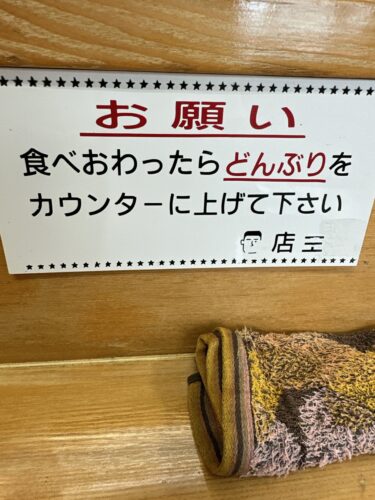 お願い
食べおわったらどんぶりを
カウンターに上げて下さい
店主